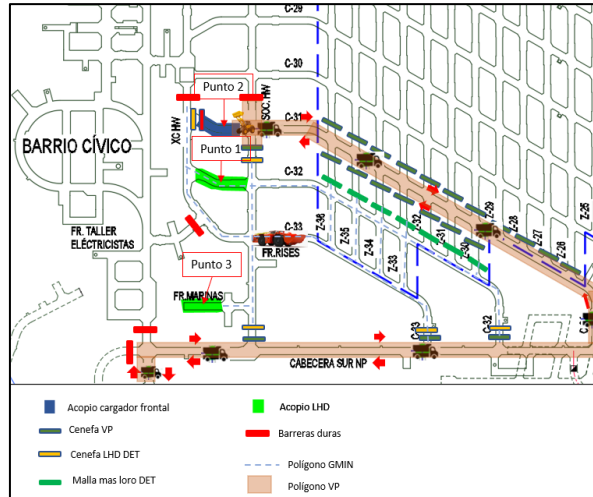 C-29
C-30
Punto 2
SOC. HW
C-31
XC HW
BARRIO CÍVICO
Punto 1
C-32
FR. TALLER
ELÉCTRICISTAS
C-33
FR.RISES
Z-36
Z-35
Z-34
Z-33
Z-32
Z-31
Z-30
Z-29
Z-28
Z-27
Z-26
Z-25
Punto 3
FR.MARINAS
C-33
C-32
CABECERA SUR NP
Acopio cargador frontal
Acopio LHD
Cenefa VP
Barreras duras
Cenefa LHD DET
Polígono GMIN
Malla mas loro DET
Polígono VP